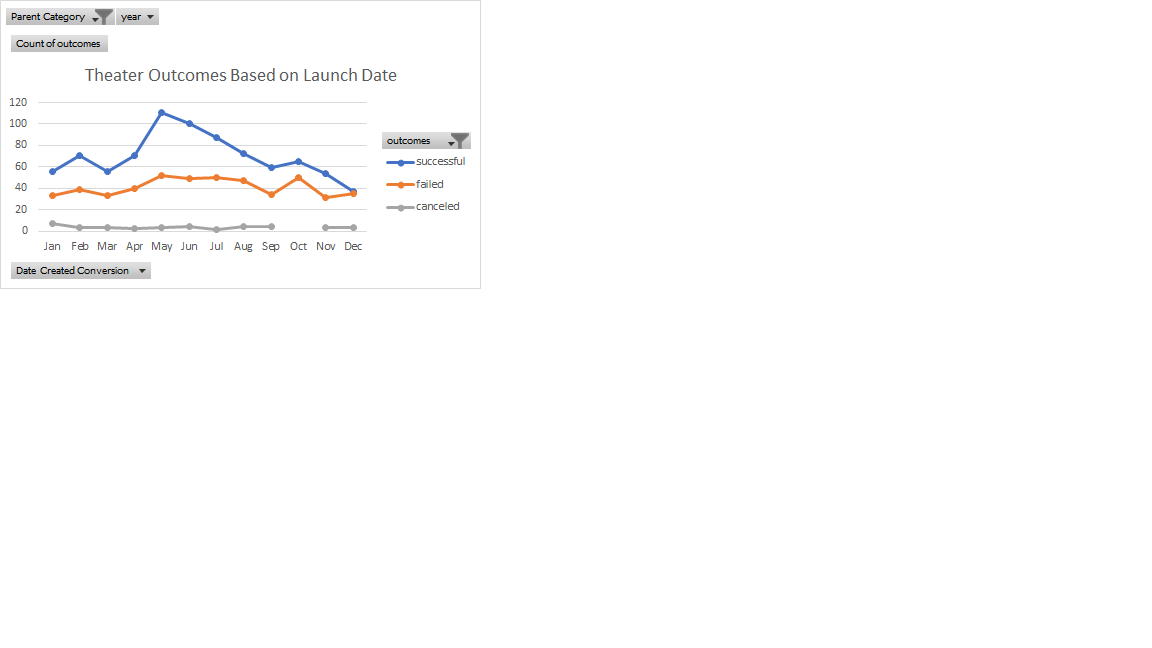 Parent Category year
Count of outcomes
Theater Outcomes Based on Launch Date
120
100
80
60
40
20
0
Jan Feb Mar Apr May Jun Jul Aug Sep Oct Nov Dec
outcomes
successful
failed
canceled
Date Created Conversion